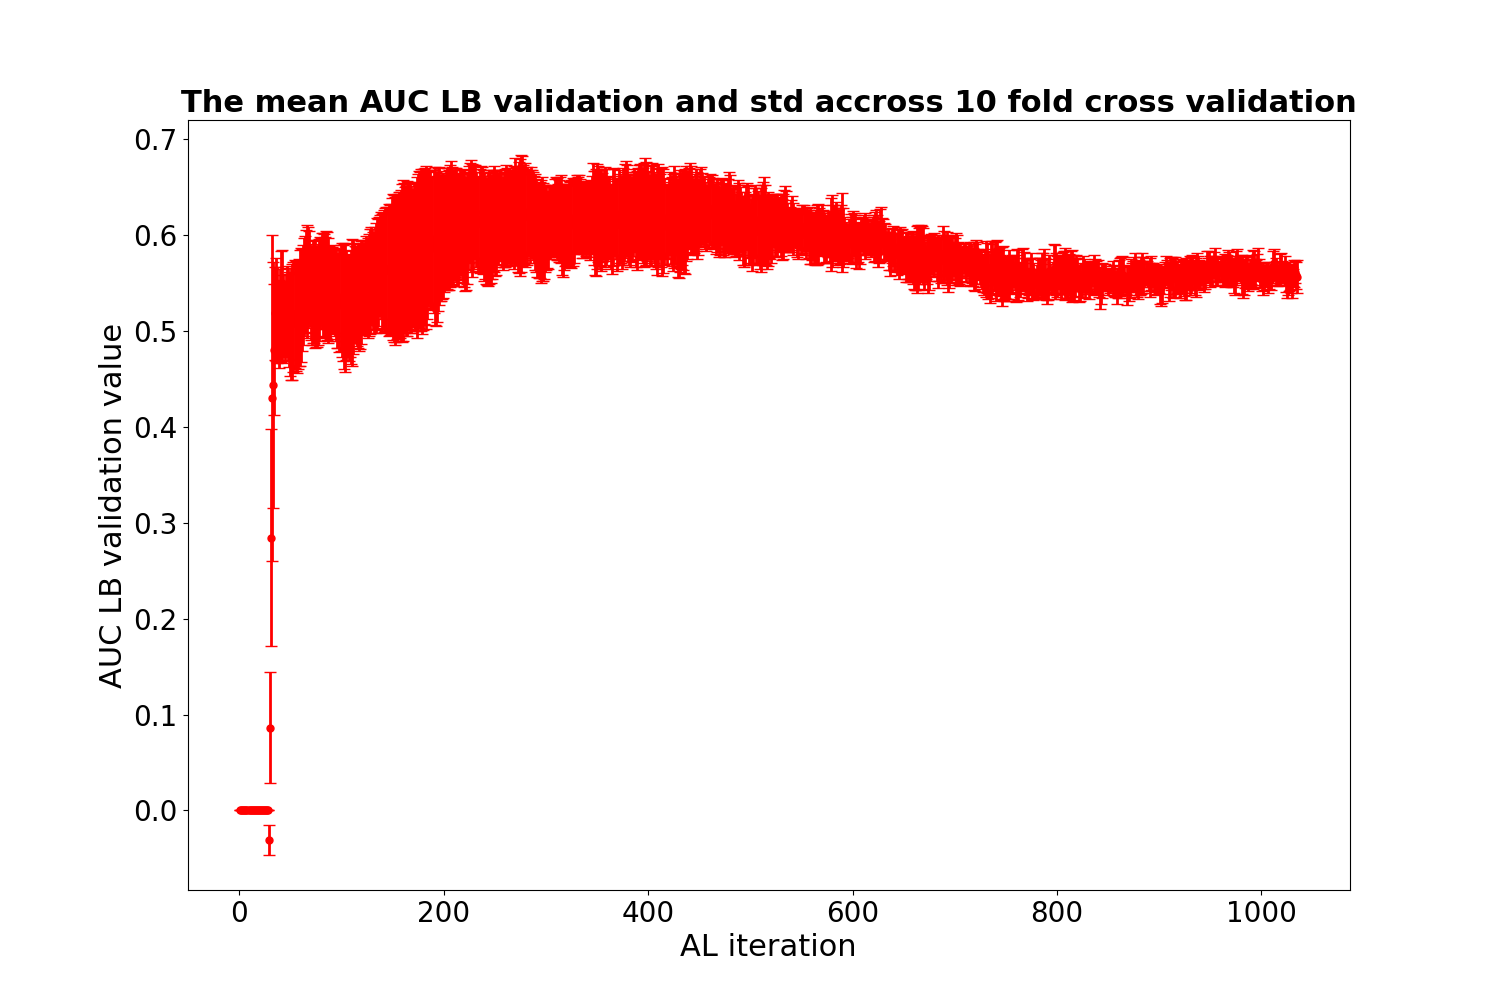 The mean AUC LB validation and std accross 10 fold cross validation
0.7
0.6
0.5
0.4
0.3
0.2
0.1
0.0
AUC LB validation value
0 200 400 600 800 1000
AL iteration